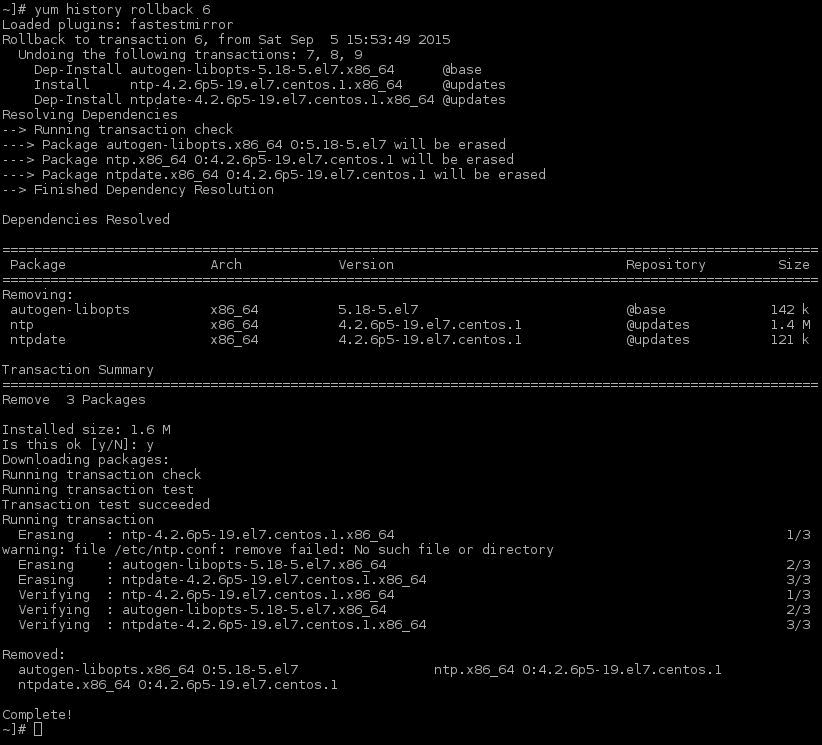 ~]# yum history rollback 6
Loaded plugins: fastestmirror
Rollback to transaction 6, from Sat Sep  5 15:53:49 2015
  Undoing the following transactions: 7, 8, 9
    Dep-Install autogen-libopts-5.18-5.el7.x86_64      @base
    Install     ntp-4.2.6p5-19.el7.centos.1.x86_64     @updates
    Dep-Install ntpdate-4.2.6p5-19.el7.centos.1.x86_64 @updates
Resolving Dependencies
--> Running transaction check
---> Package autogen-libopts.x86_64 0:5.18-5.el7 will be erased
---> Package ntp.x86_64 0:4.2.6p5-19.el7.centos.1 will be erased
---> Package ntpdate.x86_64 0:4.2.6p5-19.el7.centos.1 will be erased
--> Finished Dependency Resolution

Dependencies Resolved

======================================================================================================
 Package                  Arch            Version                             Repository         Size
======================================================================================================
Removing:
 autogen-libopts          x86_64          5.18-5.el7                          @base             142 k
 ntp                      x86_64          4.2.6p5-19.el7.centos.1             @updates          1.4 M
 ntpdate                  x86_64          4.2.6p5-19.el7.centos.1             @updates          121 k

Transaction Summary
======================================================================================================
Remove  3 Packages

Installed size: 1.6 M
Is this ok [y/N]: y
Downloading packages:
Running transaction check
Running transaction test
Transaction test succeeded
Running transaction
  Erasing    : ntp-4.2.6p5-19.el7.centos.1.x86_64                                                 1/3
warning: file /etc/ntp.conf: remove failed: No such file or directory
  Erasing    : autogen-libopts-5.18-5.el7.x86_64                                                  2/3
  Erasing    : ntpdate-4.2.6p5-19.el7.centos.1.x86_64                                             3/3
  Verifying  : ntp-4.2.6p5-19.el7.centos.1.x86_64                                                 1/3
  Verifying  : autogen-libopts-5.18-5.el7.x86_64                                                  2/3
  Verifying  : ntpdate-4.2.6p5-19.el7.centos.1.x86_64                                             3/3

Removed:
  autogen-libopts.x86_64 0:5.18-5.el7                 ntp.x86_64 0:4.2.6p5-19.el7.centos.1
  ntpdate.x86_64 0:4.2.6p5-19.el7.centos.1

Complete!
~]#